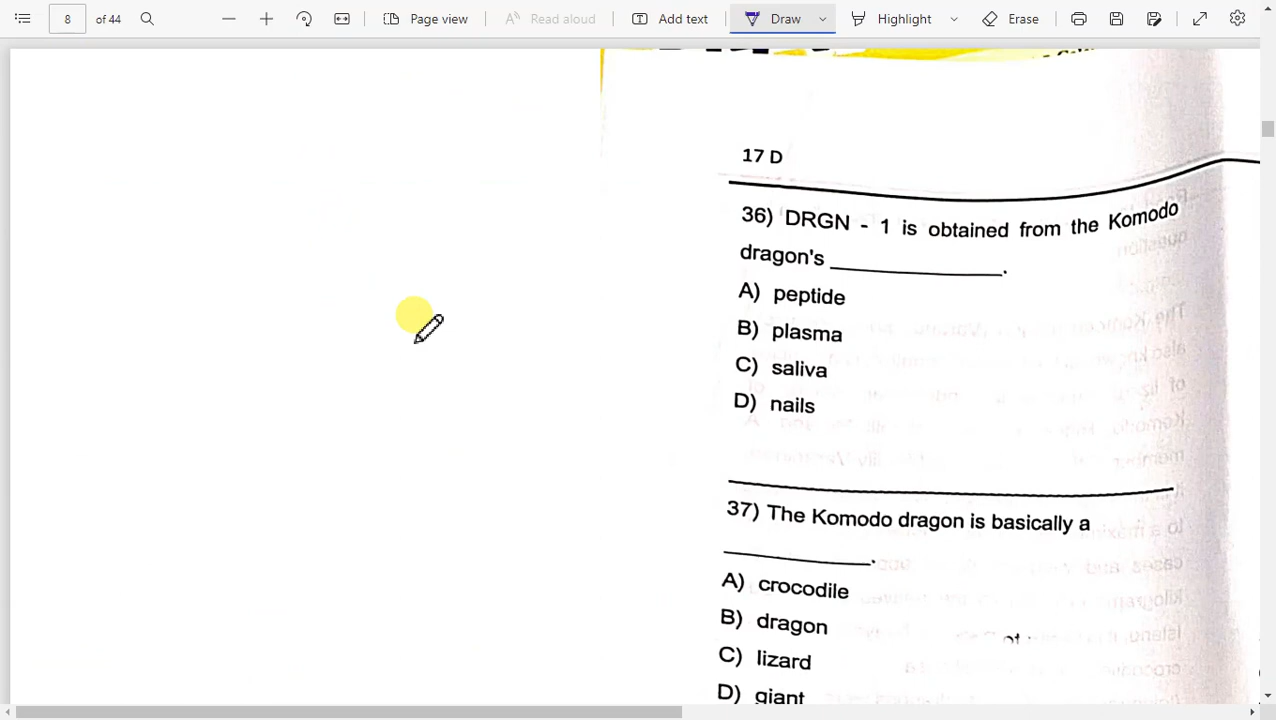 8 of 44 Page view Read aloud Add text Draw Highlight Erase
17 D
36) DRGN - 1 is obtained from the Komodo
dragon's ____________.
A) peptide
B) plasma
C) saliva
D) nails
37) The Komodo dragon is basically a
____________.
A) crocodile
B) dragon
C) lizard
D) giant